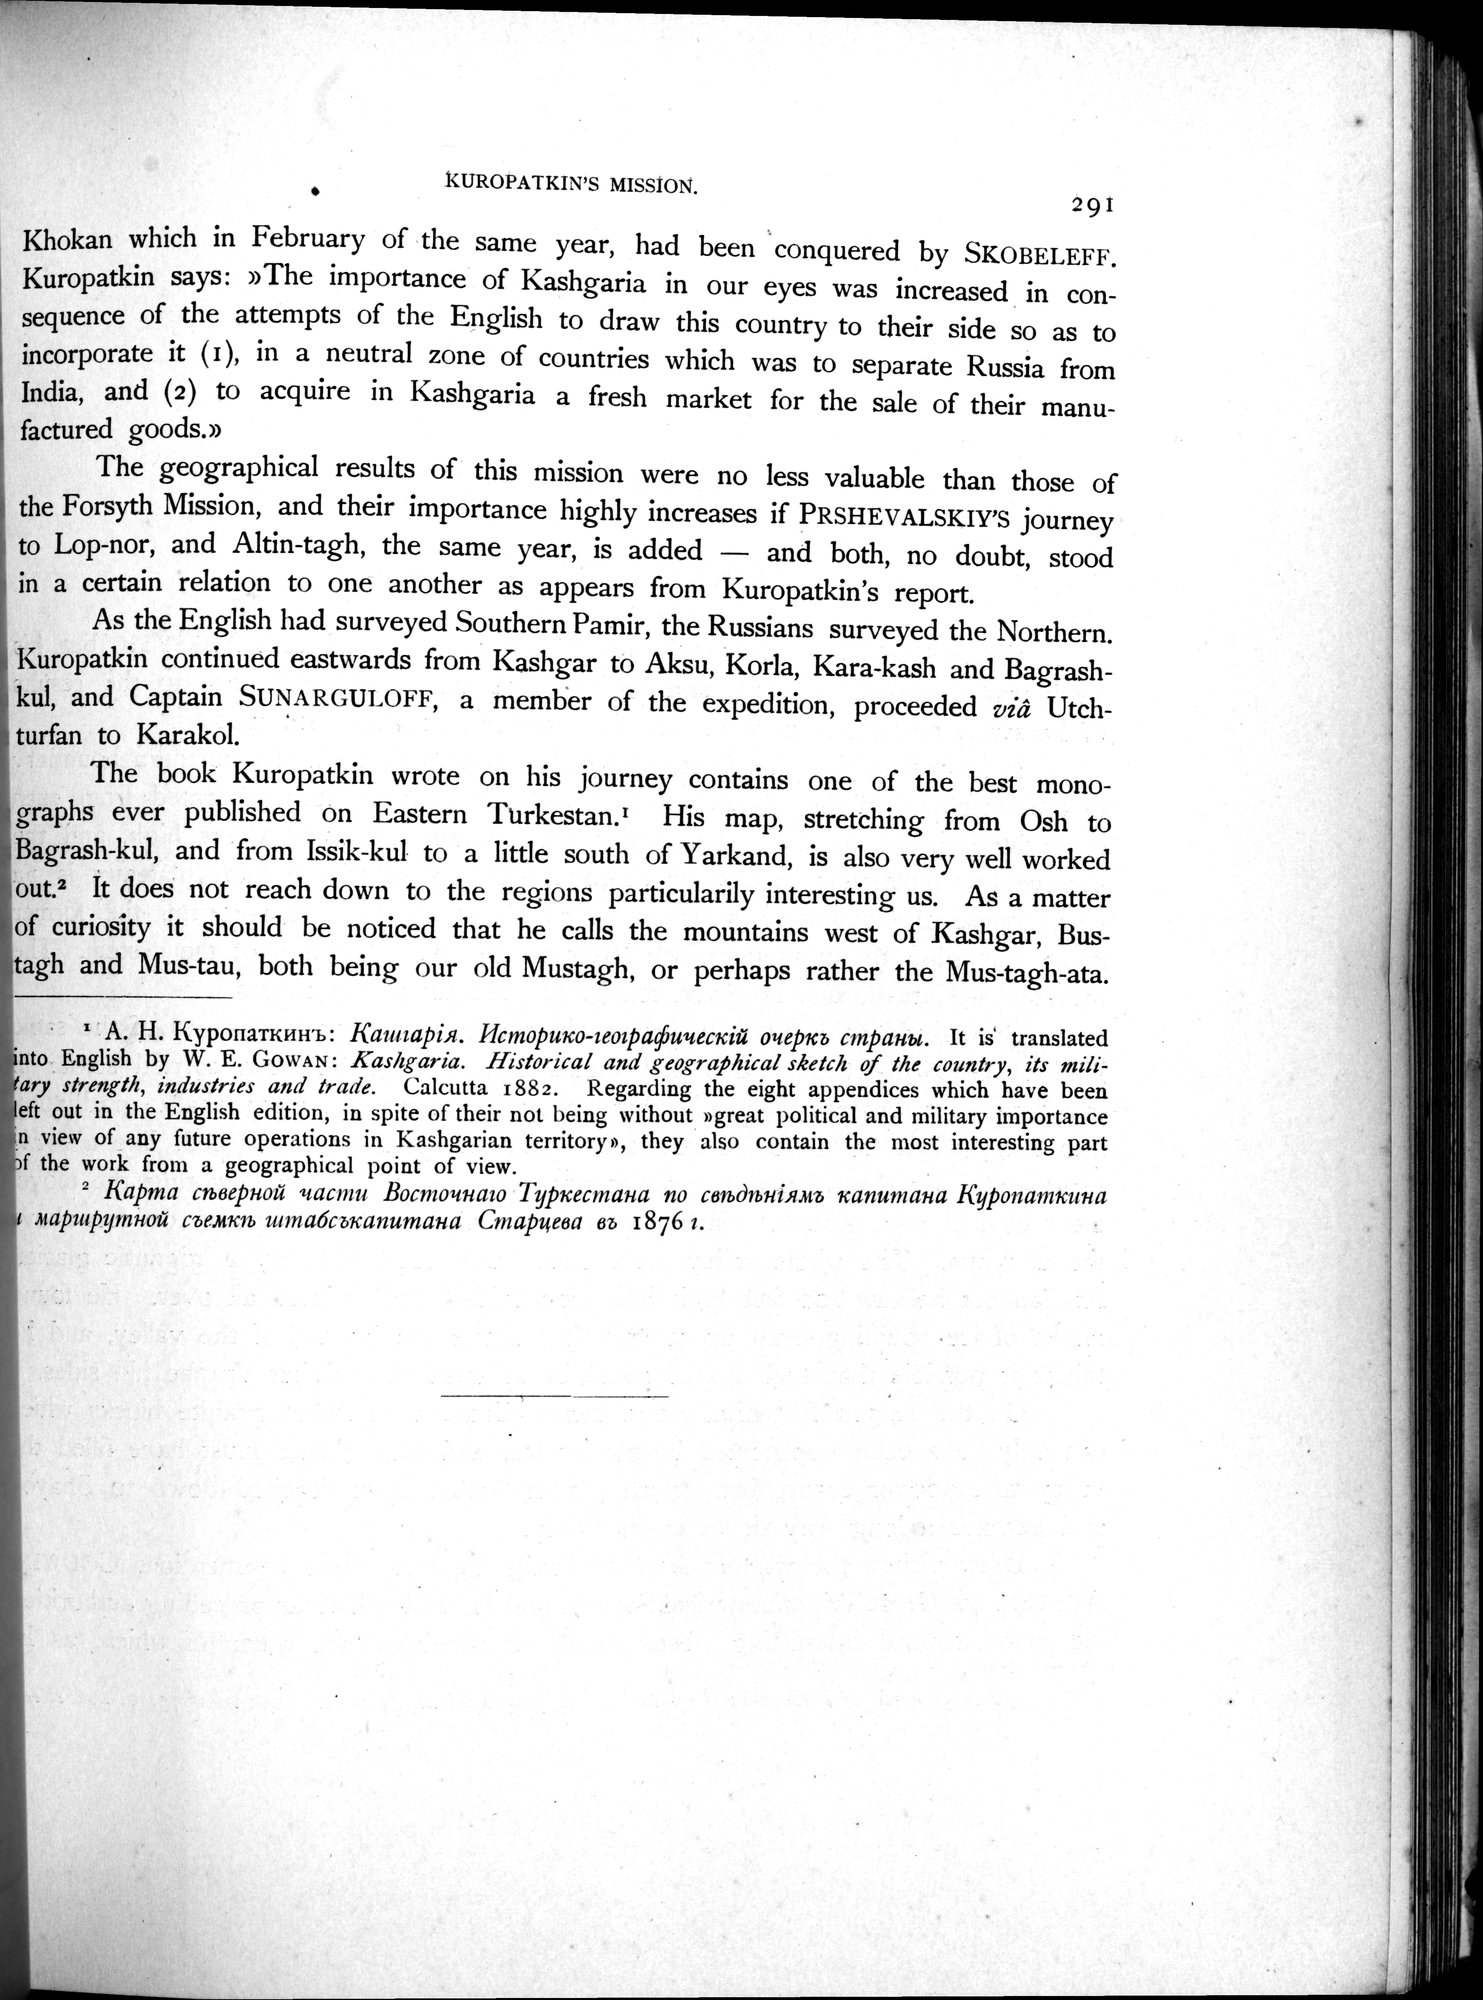 KUROPATKIN'S MISSION.
291
Khokan which in February of the same year, had been conquered by SKOBELEFF.
Kuropatkin says: »The importance of Kashgaria in our eyes was increased in con-
sequence of the attempts of the English to draw this country to their side so as to
incorporate it (1), in a neutral zone of countries which was to separate Russia from
India, and (2) to acquire in Kashgaria a fresh market for the sale of their manu-
factured goods.»
The geographical results of this mission were no less valuable than those of
the Forsyth Mission, and their importance highly increases if PRSHEVALSKIY'S journey
to Lop-nor, and Altin-tagh, the same year, is added — and both, no doubt, stood
in a certain relation to one another as appears from Kuropatkin's report.
As the English had surveyed Southern Pamir, the Russians surveyed the Northern.
Kuropatkin continued eastwards from Kashgar to Aksu, Korla, Kara-kash and Bagrash-
kul, and Captain SUNARGULOFF, a member of the expedition, proceeded viâ Utch-
turfan to Karakol.
The book Kuropatkin wrote on his journey contains one of the best mono-
graphs ever published on Eastern Turkestan.¹ His map, stretching from Osh to
Bagrash-kul, and from Issik-kul to a little south of Yarkand, is also very well worked
out.² It does not reach down to the regions particularily interesting us. As a matter
of curiosity it should be noticed that he calls the mountains west of Kashgar, Bus-
tagh and Mus-tau, both being our old Mustagh, or perhaps rather the Mus-tagh-ata.
¹ А. Н. Куропаткинъ: Кашгарія. Историко-географическій очеркъ страны. It is translated
into English by W. E. GOWAN: Kashgaria. Historical and geographical sketch of the country, its mili-
tary strength, industries and trade. Calcutta 1882. Regarding the eight appendices which have been
left out in the English edition, in spite of their not being without »great political and military importance
in view of any future operations in Kashgarian territory», they also contain the most interesting part
of the work from a geographical point of view.
² Карта сѣверной части Восточнаго Туркестана по свѣдѣніямъ капитана Куропаткина
и маршрутной съемкѣ штабсъкапитана Старцева въ 1876 г.